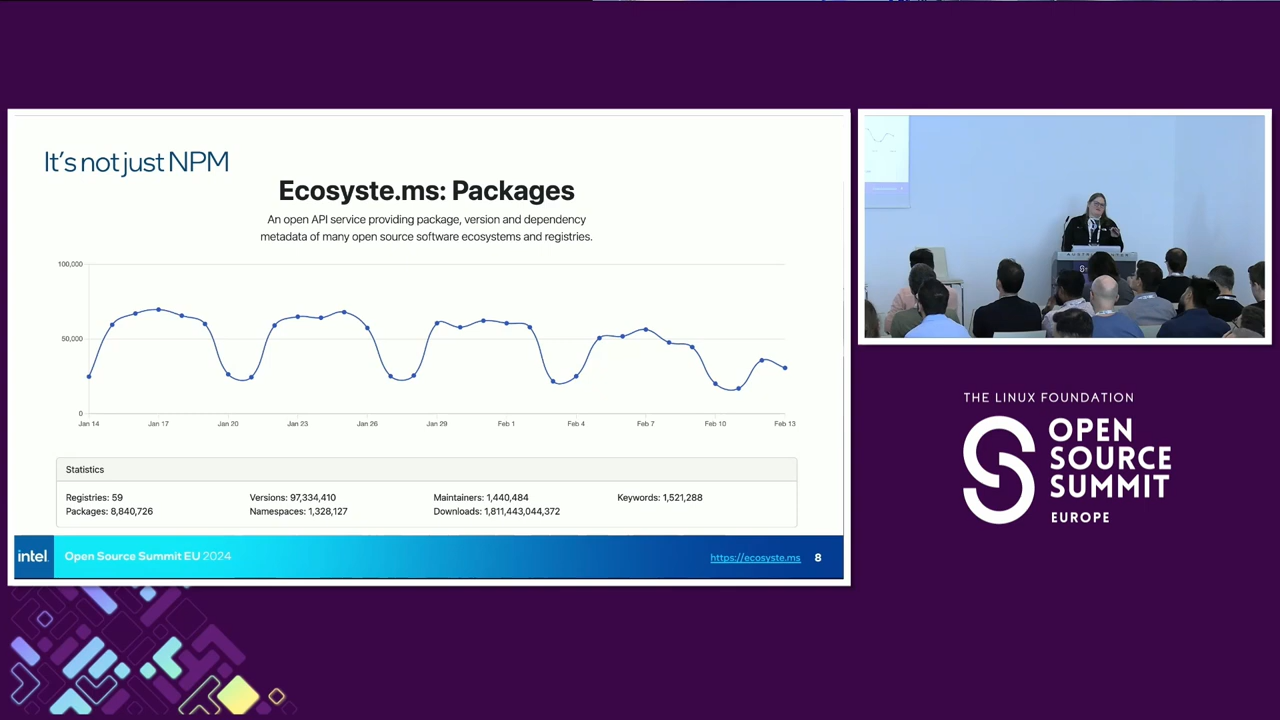 It's not just NPM
Ecosyste.ms: Packages
An open API service providing package, version and dependency
metadata of many open source software ecosystems and registries.
100,000
50,000
0
Jan 14
Jan 17
Jan 20
Jan 23
Jan 26
Jan 29
Feb 1
Feb 4
Feb 7
Feb 10
Feb 13
Statistics
Registries: 59
Versions: 97,334,410
Maintainers: 1,440,484
Keywords: 1,521,288
Packages: 8,840,726
Namespaces: 1,328,127
Downloads: 1,811,443,044,372
intel.
Open Source Summit EU 2024
https://ecosyste.ms
8
THE LINUX FOUNDATION
OPEN
SOURCE
SUMMIT
EUROPE